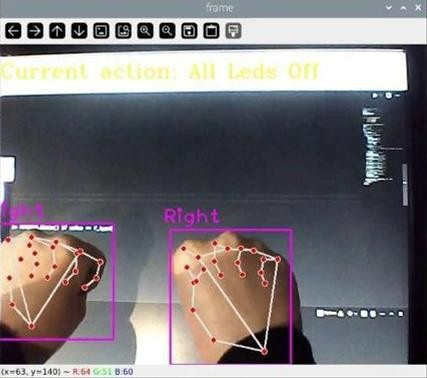 frame
Current action: All Leds Off
ight
Right
(x=63, y=140) ~ R:64 G:51 B:60